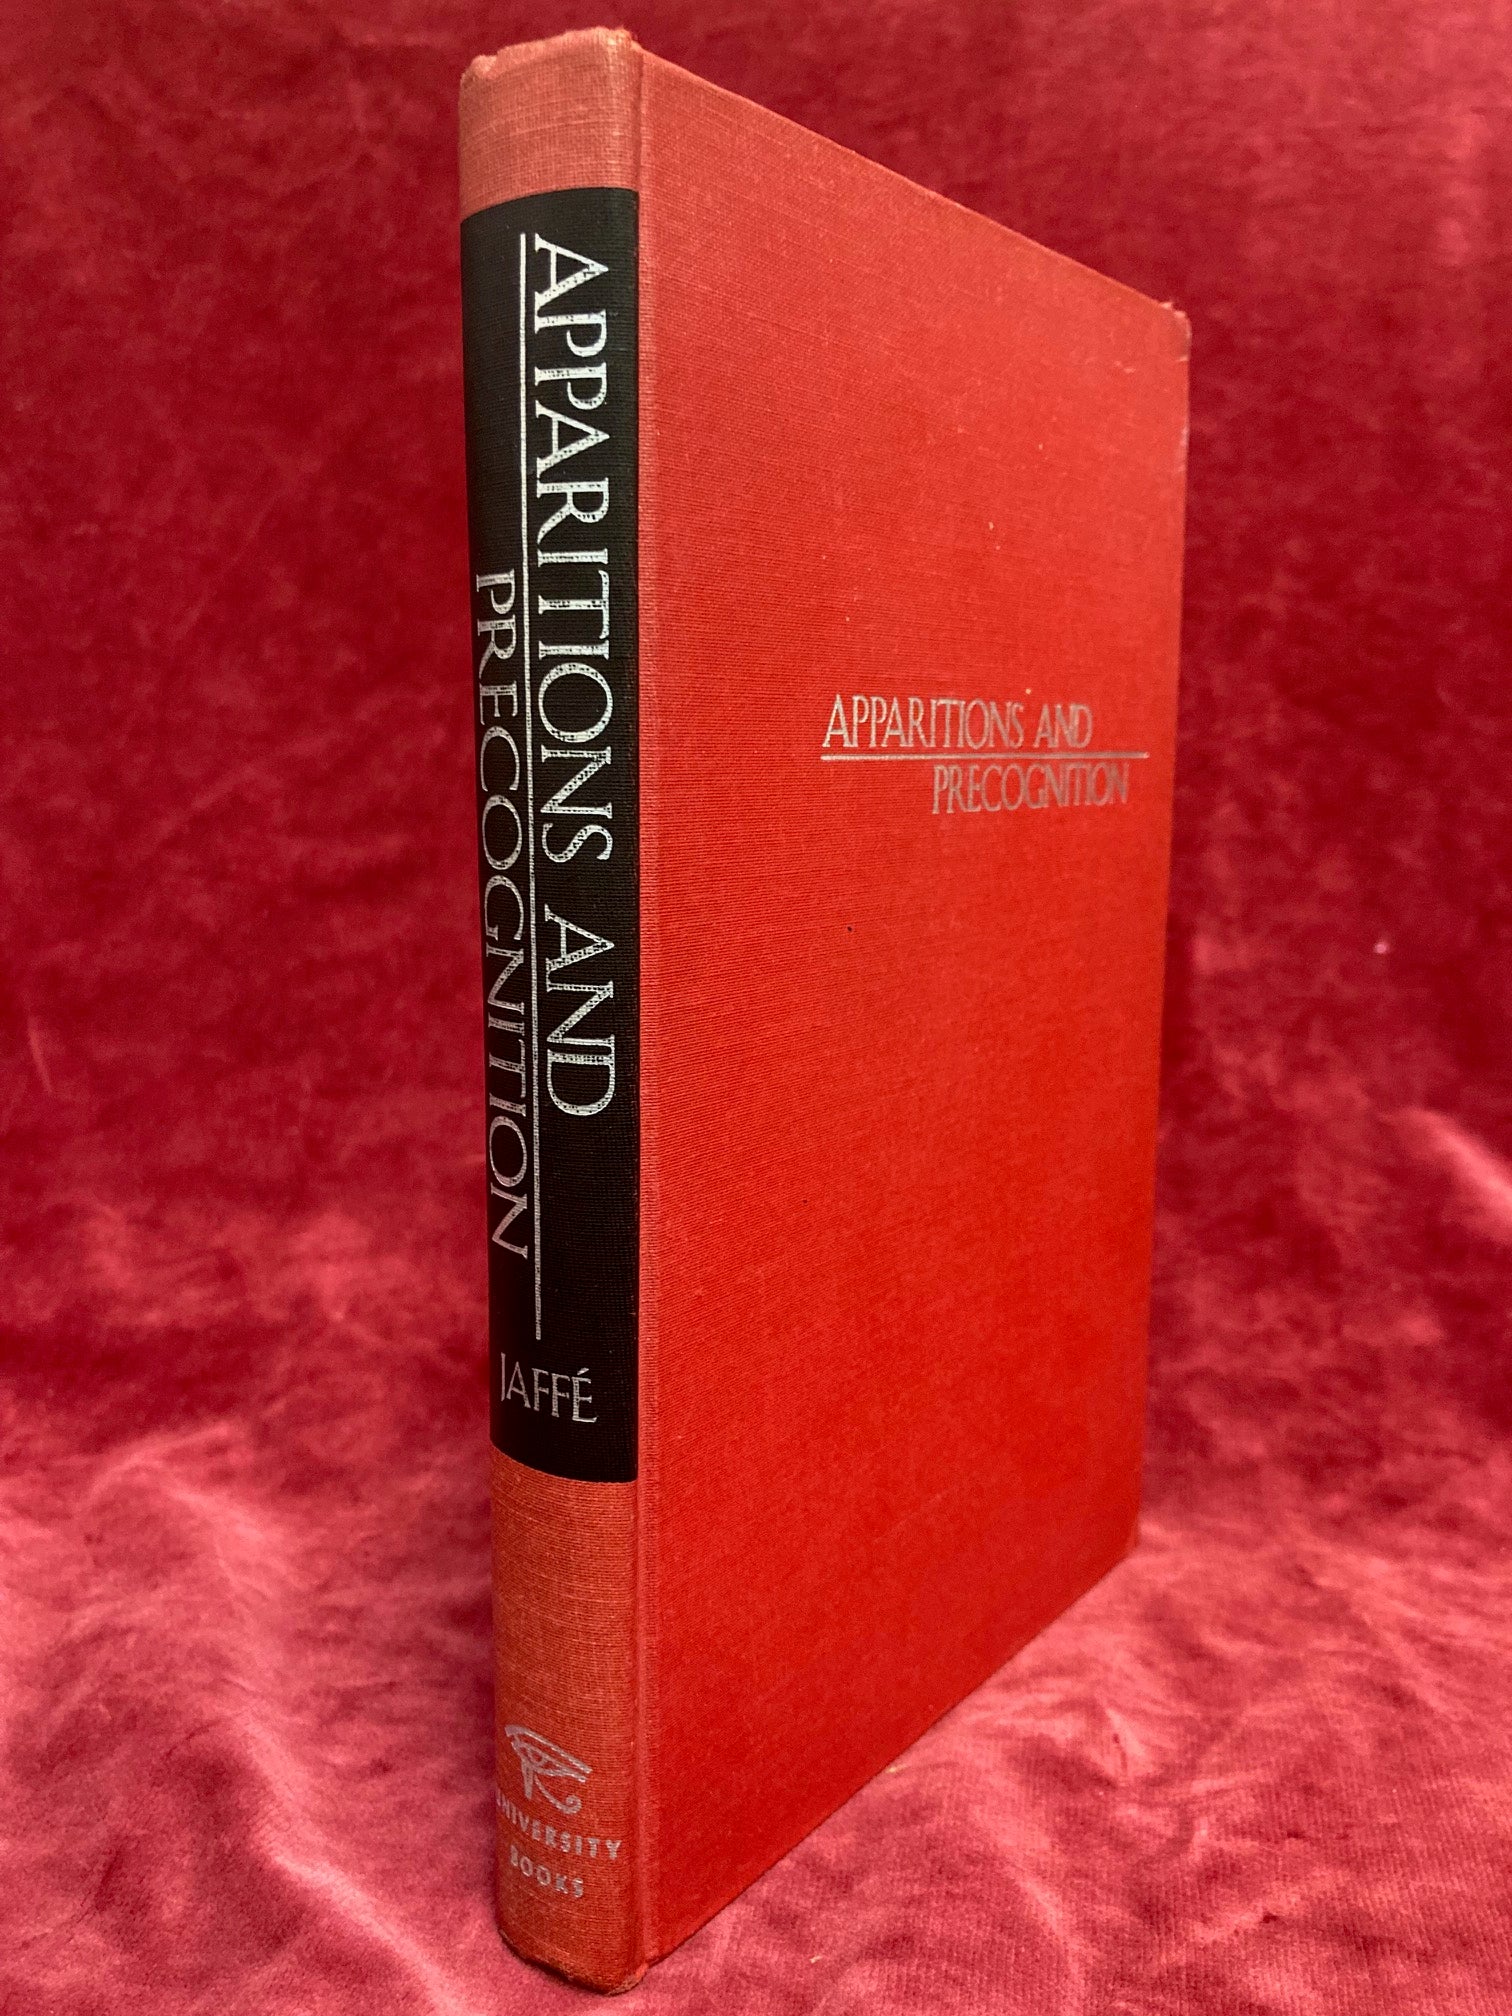 APPARITIONS AND
PRECOGNITION
JAFFÉ
UNIVERSITY
BOOKS
APPARITIONS AND
PRECOGNITION